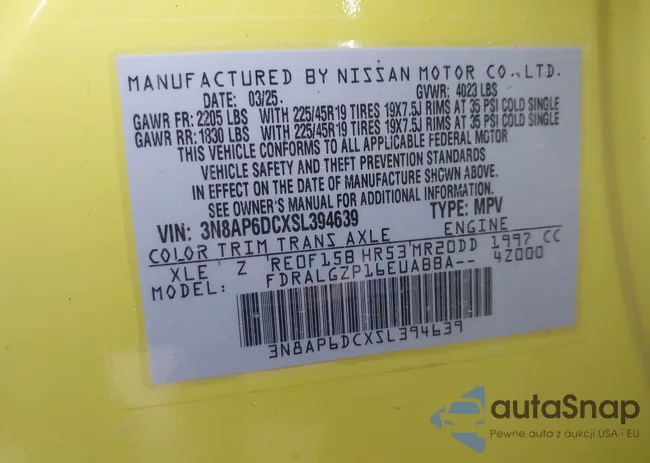 MANUFACTURED BY NISSAN MOTOR CO., LTD.
DATE: 03/25. GVWR: 4023 LBS
GAWR FR: 2205 LBS WITH 225/45R19 TIRES 19X7.5J RIMS AT 35 PSI COLD SINGLE
GAWR RR: 1830 LBS WITH 225/45R19 TIRES 19X7.5J RIMS AT 35 PSI COLD SINGLE
THIS VEHICLE CONFORMS TO ALL APPLICABLE FEDERAL MOTOR
VEHICLE SAFETY AND THEFT PREVENTION STANDARDS
IN EFFECT ON THE DATE OF MANUFACTURE SHOWN ABOVE.
SEE OWNER'S MANUAL FOR ADDITIONAL INFORMATION.
VIN: 3N8AP6DCXSL394639 TYPE: MPV
COLOR TRIM TRANS AXLE ENGINE
XLE Z RE0F15B HR53 MR20DD 1997 CC
FDRALGZP16EUABBA-- 4Z000
3N8AP6DCXSL394639
autaSnap
Pewne auta z aukcji USA i EU